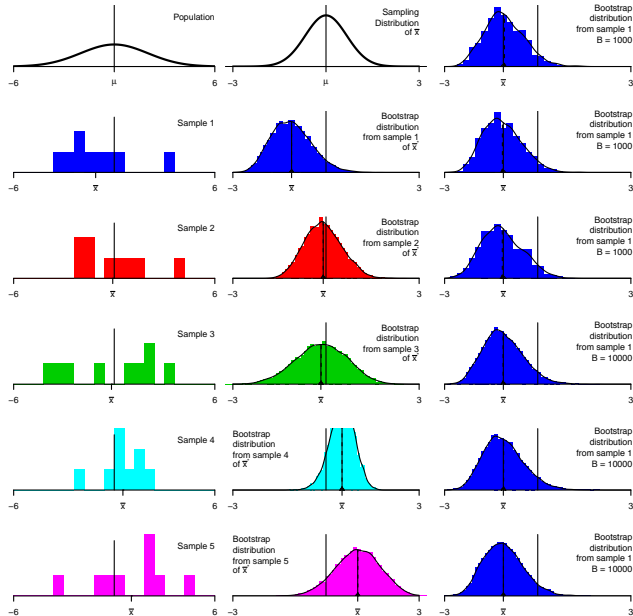 Population
-6
μ
6
Sampling
Distribution
of x̅
-3
μ
3
Bootstrap
distribution
from sample 1
B = 1000
-3
x̅
3
Sample 1
-6
x̅
6
Bootstrap
distribution
from sample 1
of x̅
-3
x̅
3
Bootstrap
distribution
from sample 1
B = 1000
-3
x̅
3
Sample 2
-6
x̅
6
Bootstrap
distribution
from sample 2
of x̅
-3
x̅
3
Bootstrap
distribution
from sample 1
B = 1000
-3
x̅
3
Sample 3
-6
x̅
6
Bootstrap
distribution
from sample 3
of x̅
-3
x̅
3
Bootstrap
distribution
from sample 1
B = 10000
-3
x̅
3
Sample 4
-6
x̅
6
Bootstrap
distribution
from sample 4
of x̅
-3
x̅
3
Bootstrap
distribution
from sample 1
B = 10000
-3
x̅
3
Sample 5
-6
x̅
6
Bootstrap
distribution
from sample 5
of x̅
-3
x̅
3
Bootstrap
distribution
from sample 1
B = 10000
-3
x̅
3